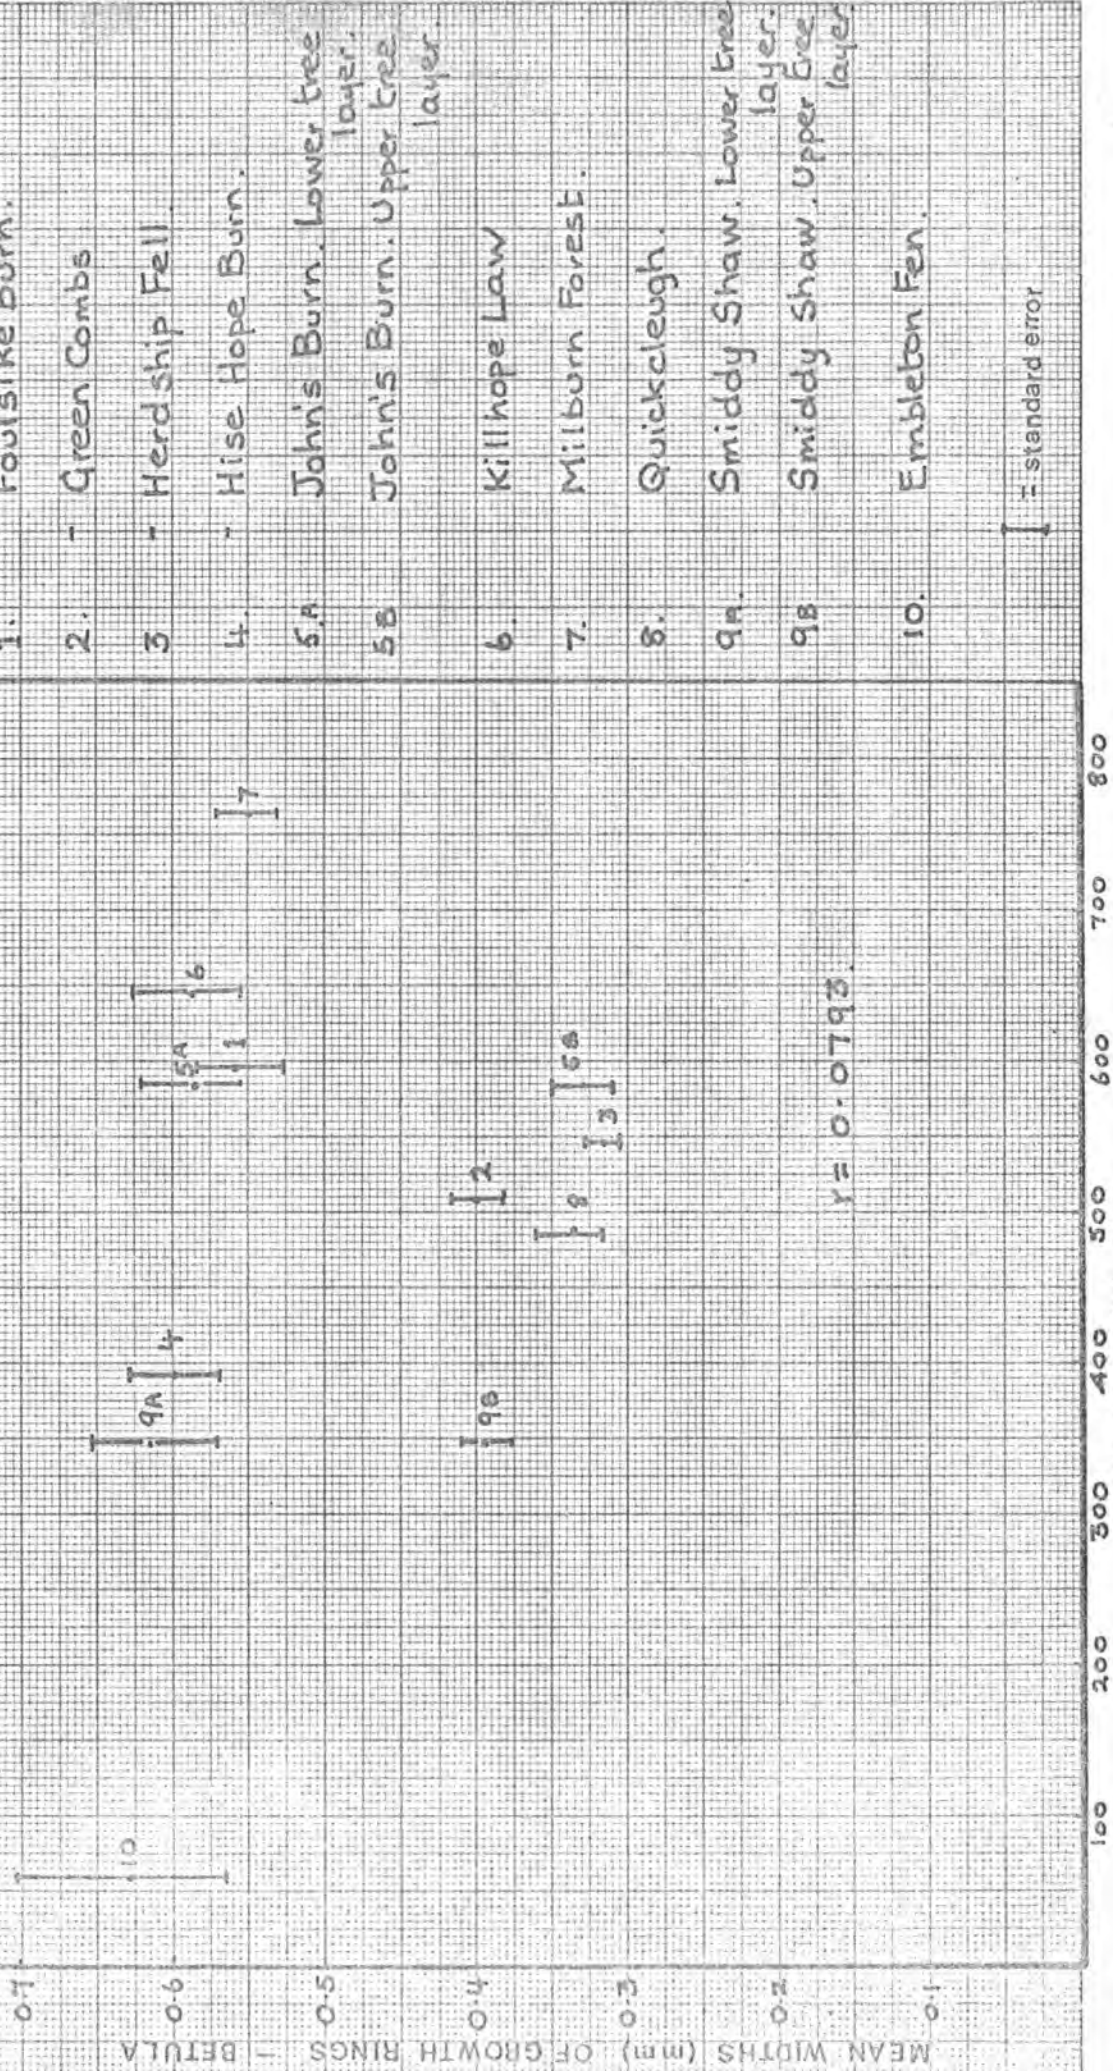 1. Foulsike Burn.
2. - Green Combs
3 - Herdship Fell.
4. - Hise Hope Burn.
5.A John's Burn. Lower tree
layer.
5B John's Burn. Upper tree
layer.
6. Killhope Law
7. Milburn Forest.
8. Quickcleugh.
9A. Smiddy Shaw. Lower tree
layer.
9B Smiddy Shaw. Upper tree
layer
10. Embleton Fen.
= standard error
MEAN WIDTHS (mm) OF GROWTH RINGS - BETULA
0.7
0.6
0.5
0.4
0.3
0.2
0.1
100
200
300
400
500
600
700
800
10
9A
4
5A
1
6
7
9B
2
8
3
5B
r = 0.0793.